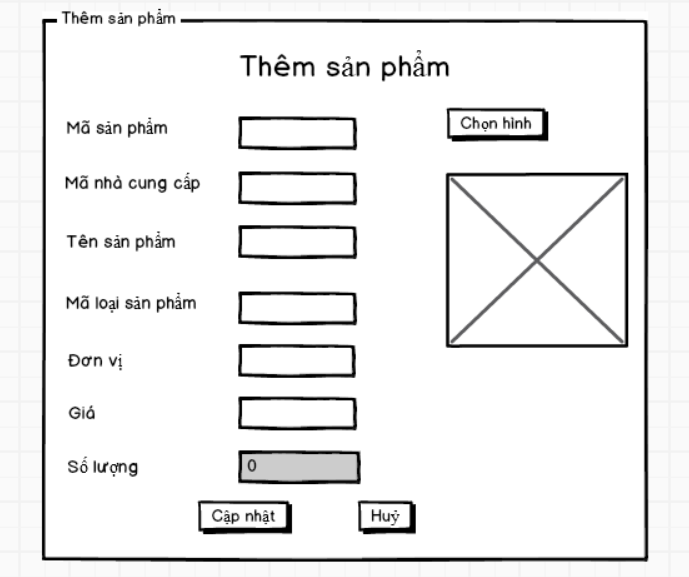 Thêm sản phẩm
Thêm sản phẩm
Mã sản phẩm
Chọn hình
Mã nhà cung cấp
Tên sản phẩm
Mã loại sản phẩm
Đơn vị
Giá
Số lượng
0
Cập nhật
Huỷ